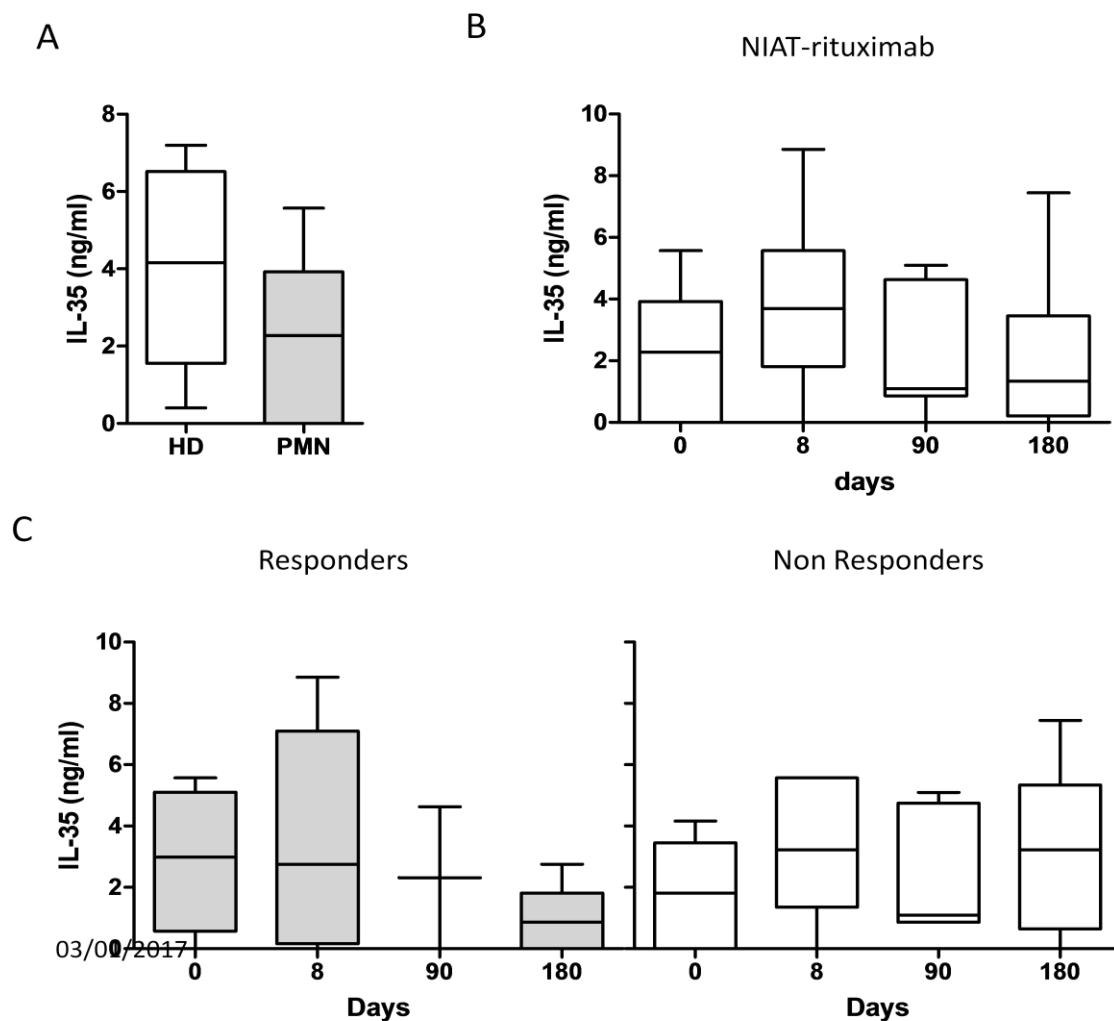 A
B
NIAT-rituximab
8
6
4
2
0
IL-35 (ng/ml)
HD PMN
10
8
6
4
2
0
IL-35 (ng/ml)
0 8 90 180
days
C
Responders
Non Responders
10
8
6
4
2
IL-35 (ng/ml)
0 8 90 180
Days
0 8 90 180
Days